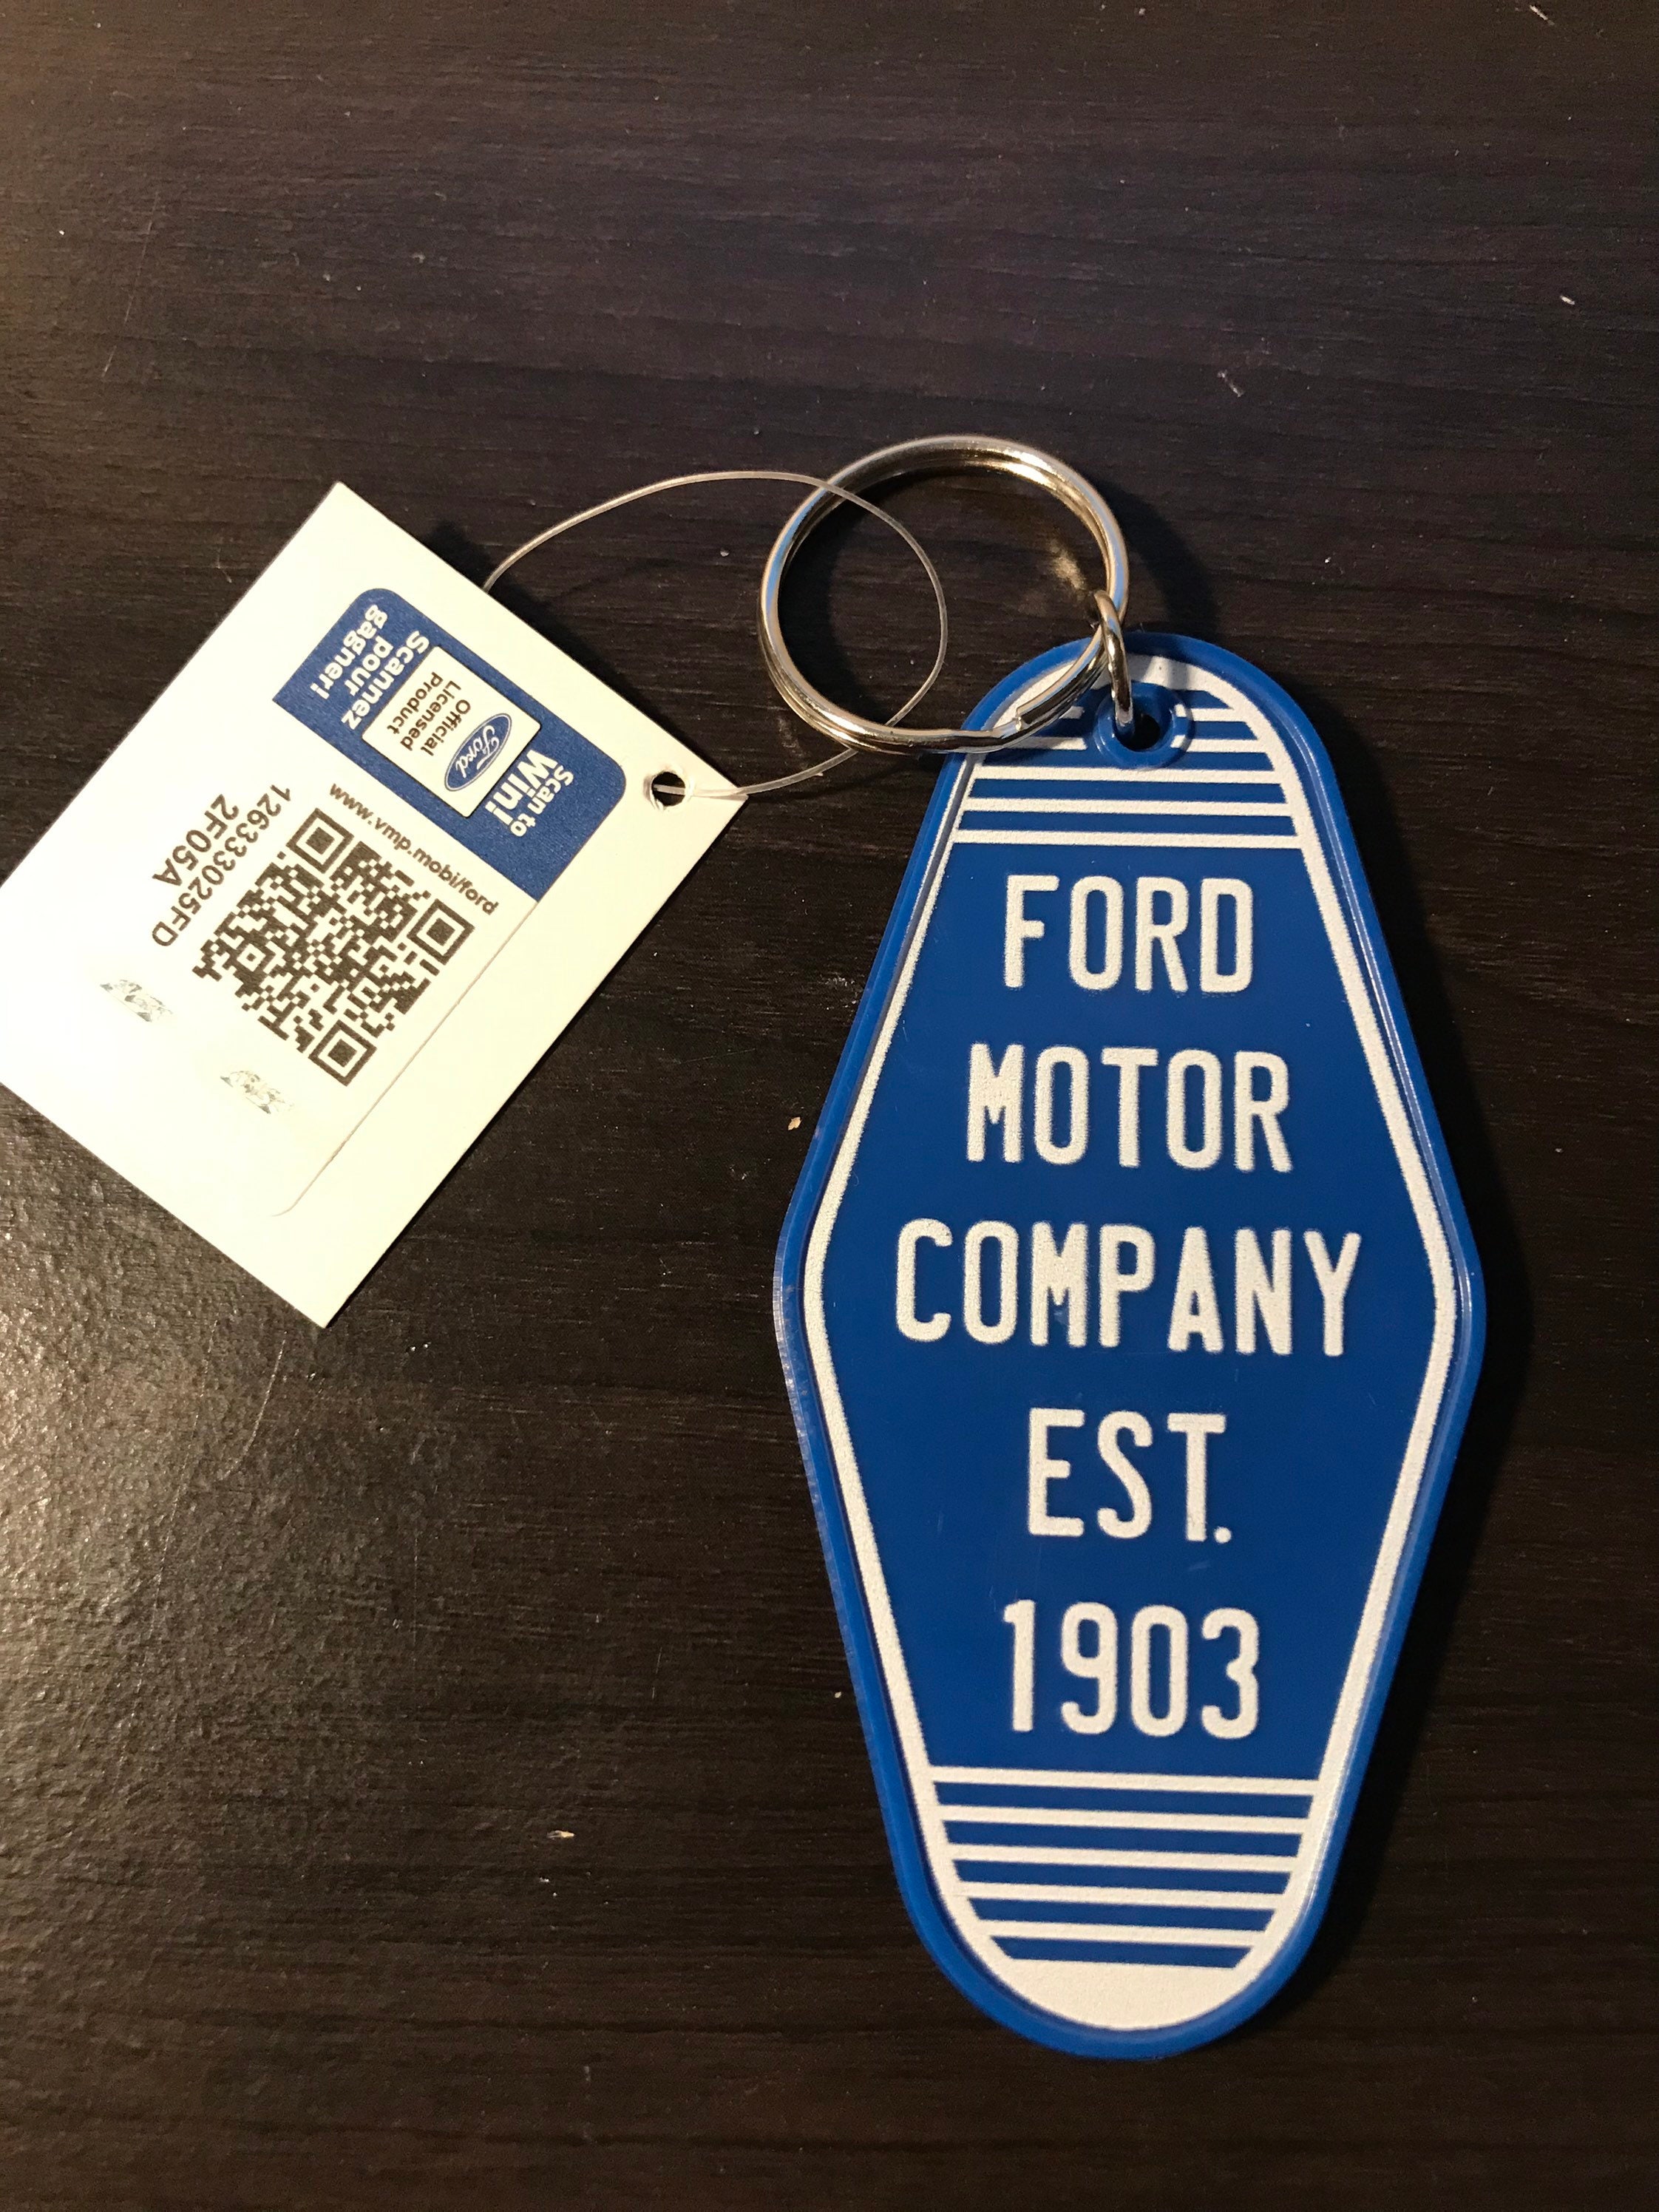 FORD
MOTOR
COMPANY
EST.
1903
Scan to
Win!
Ford
Official
Licensed
Product
Scannez
pour
gagner!
www.vmp.mobi/ford
126333025FD
2F05A